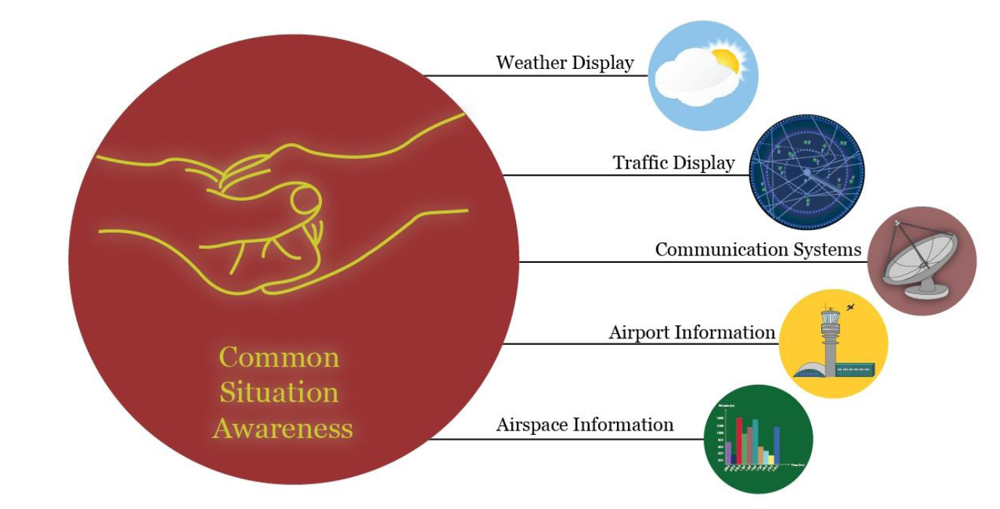 Weather Display
Traffic Display
Communication Systems
Airport Information
Airspace Information
Common
Situation
Awareness